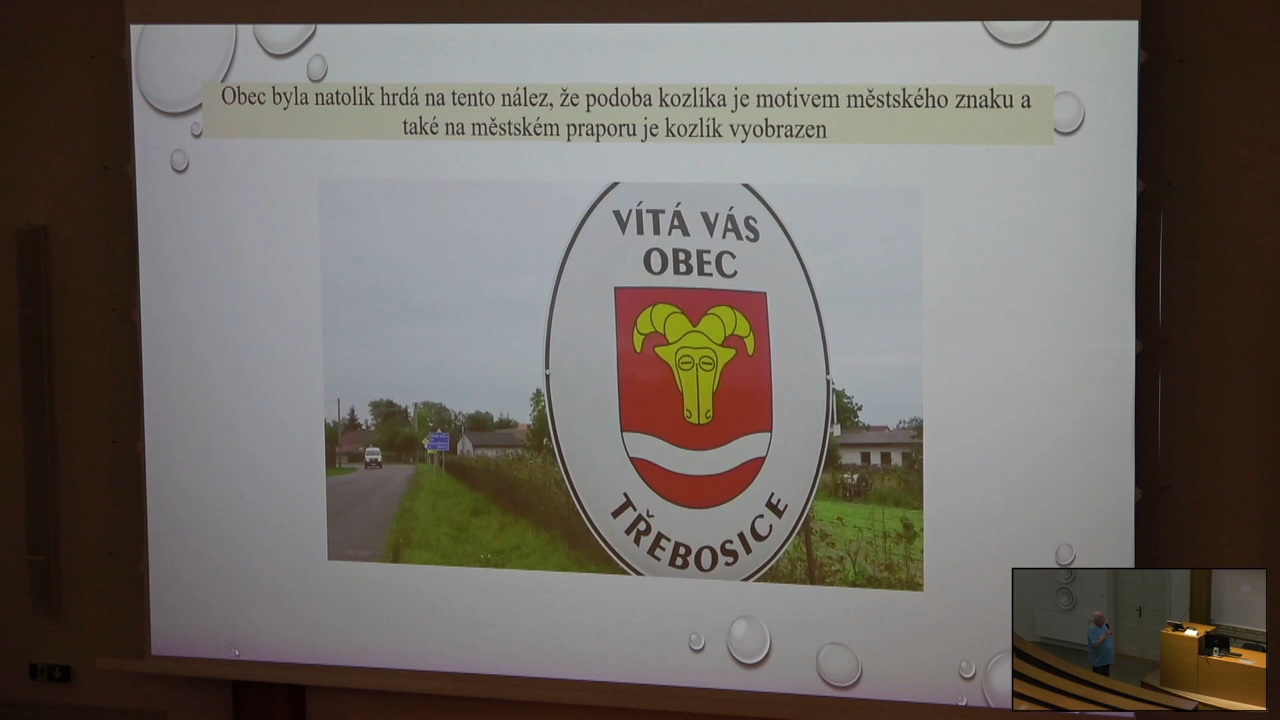 Obec byla natolik hrdá na tento nález, že podoba kozlíka je motivem městského znaku a
také na městském praporu je kozlík vyobrazen
VÍTÁ VÁS
OBEC
TŘEBOSICE